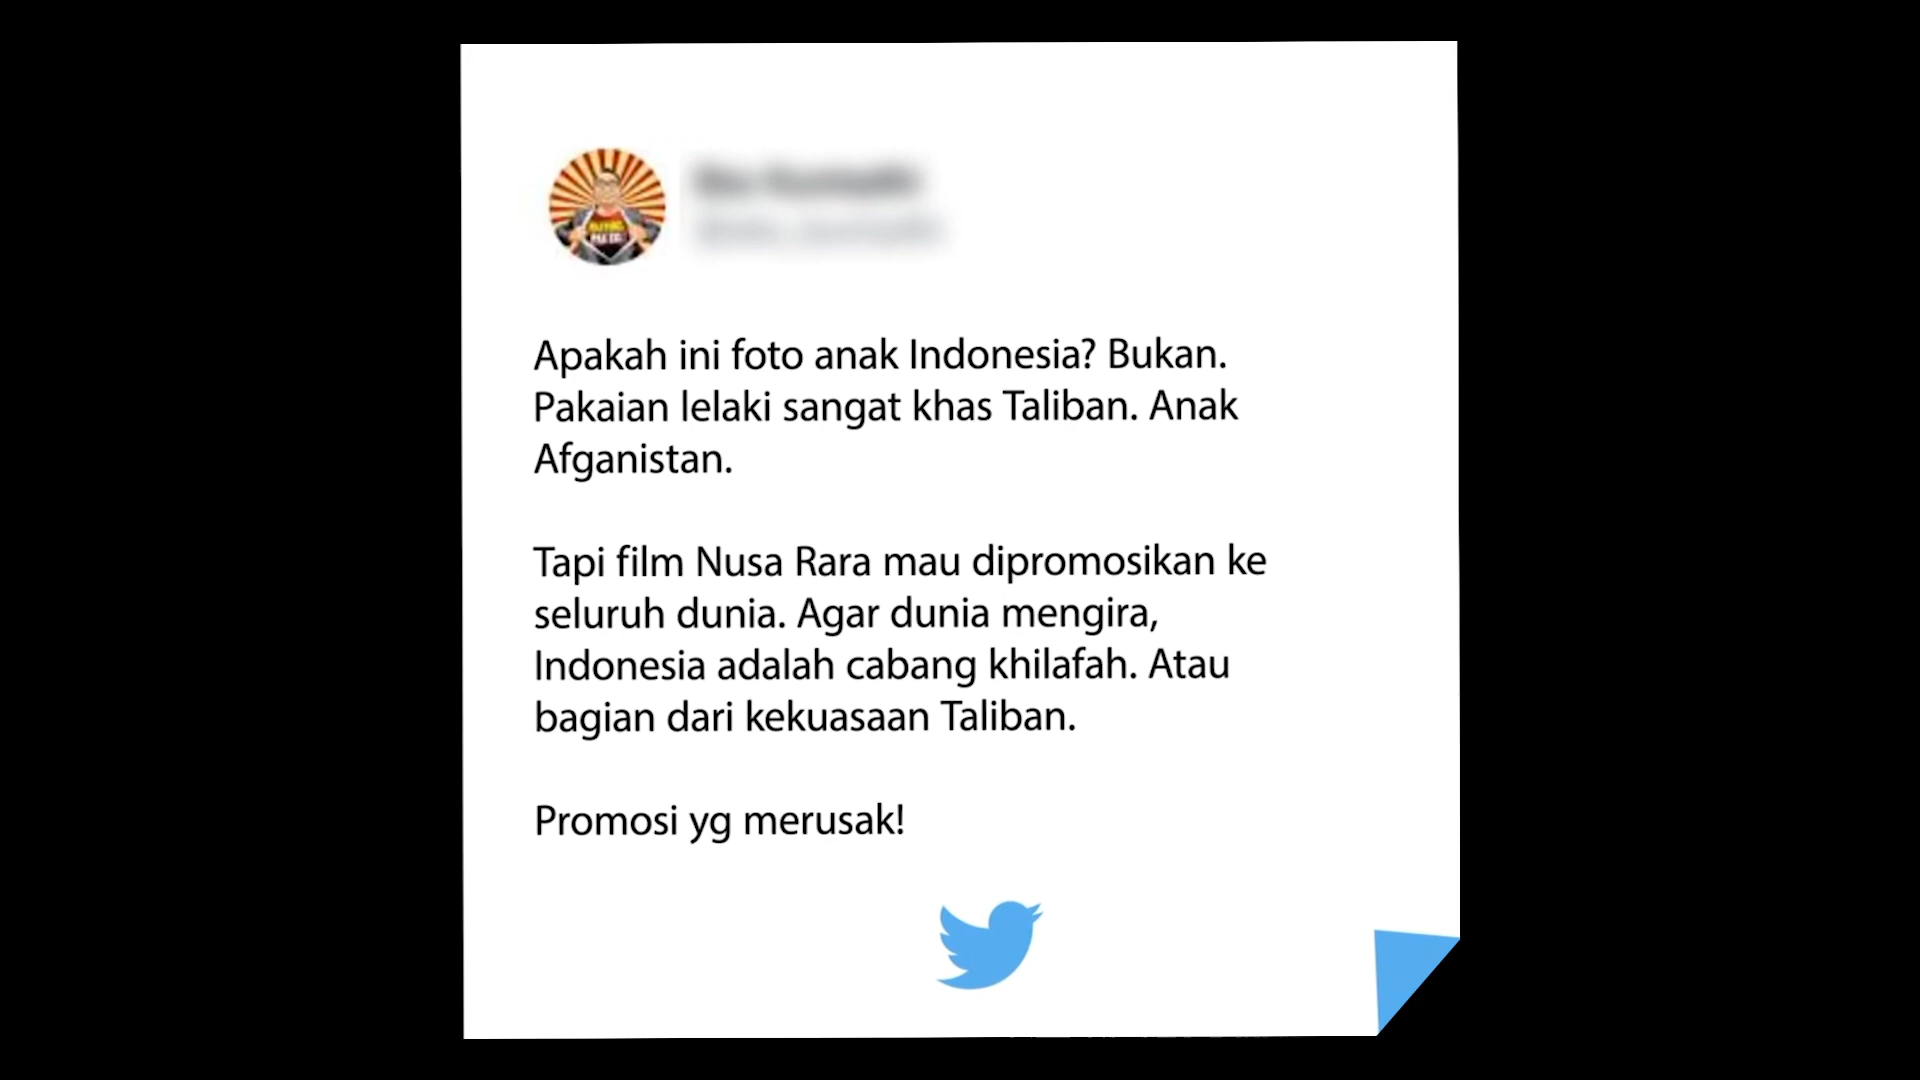 Apakah ini foto anak Indonesia? Bukan.
Pakaian lelaki sangat khas Taliban. Anak
Afganistan.
Tapi film Nusa Rara mau dipromosikan ke
seluruh dunia. Agar dunia mengira,
Indonesia adalah cabang khilafah. Atau
bagian dari kekuasaan Taliban.
Promosi yg merusak!